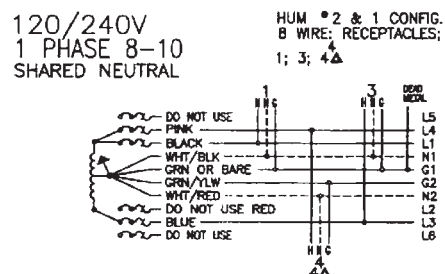 120/240V
1 PHASE 8-10
SHARED NEUTRAL
HUM #2 & 1 CONFIG.
8 WIRE: RECEPTACLES;
4
1; 3; 4△
1
3
DEAD METAL
H N G
H N G
DO NOT USE L5
PINK L4
BLACK L1
WHT/BLK N1
GRN OR BARE G1
GRN/YLW G2
WHT/RED N2
DO NOT USE RED L2
BLUE L3
DO NOT USE L6
H N G
4
4△